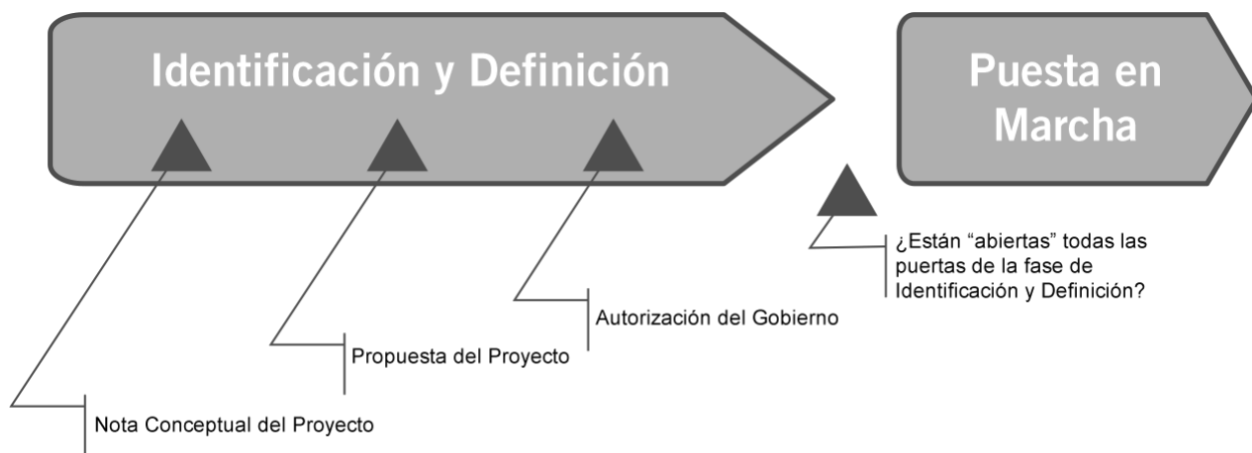 Identificación y Definición
Puesta en
Marcha
¿Están “abiertas” todas las
puertas de la fase de
Identificación y Definición?
Autorización del Gobierno
Propuesta del Proyecto
Nota Conceptual del Proyecto